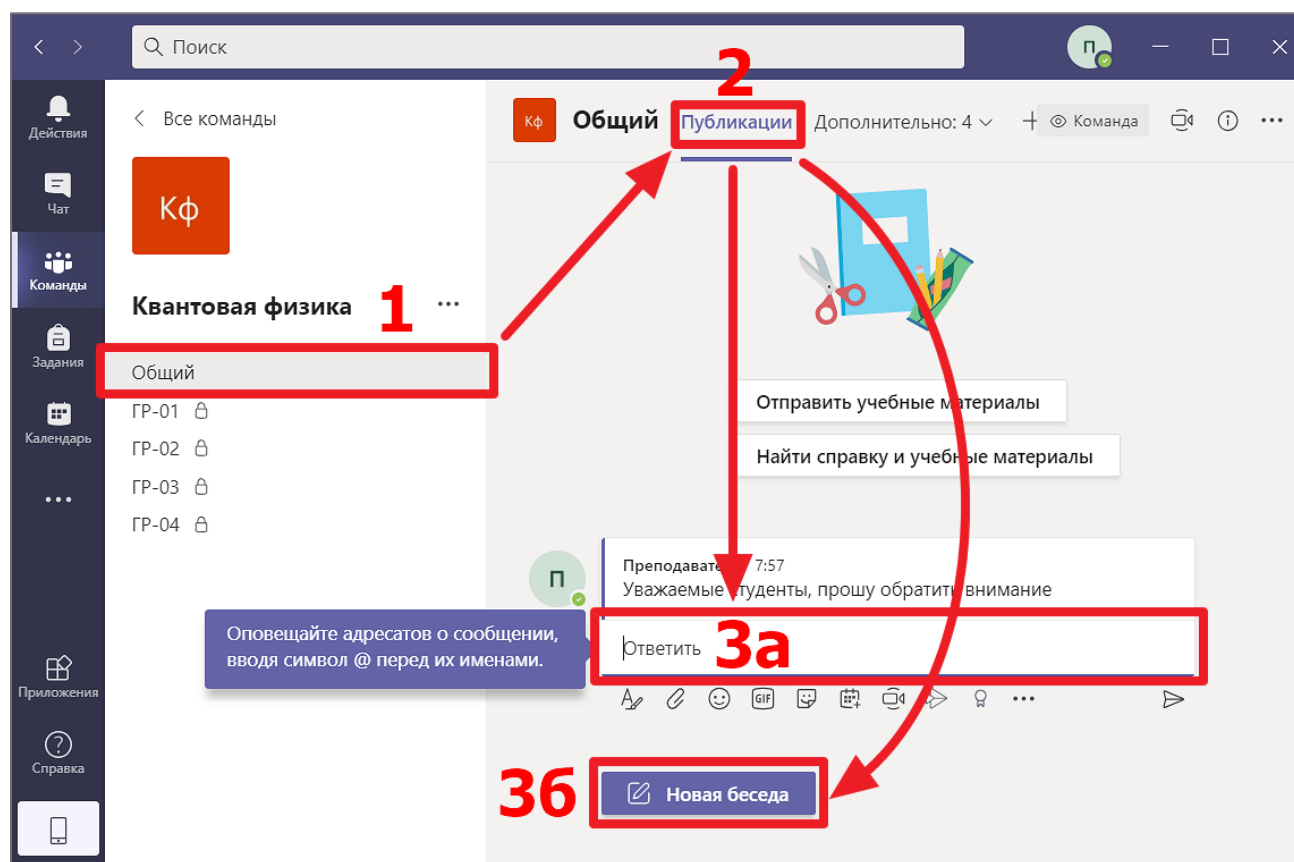 Поиск
п
Действия
Чат
Команды
Задания
Календарь
Приложения
Справка
Все команды
Кф
Квантовая физика
1
Общий
ГР-01
ГР-02
ГР-03
ГР-04
2
Кф Общий Публикации Дополнительно: 4 Команда
Отправить учебные материалы
Найти справку и учебные материалы
П
7:57
Уважаемые студенты, прошу обратить внимание
Оповещайте адресатов о сообщении,
вводя символ @ перед их именами.
Ответить
3а
GIF
3б
Новая беседа